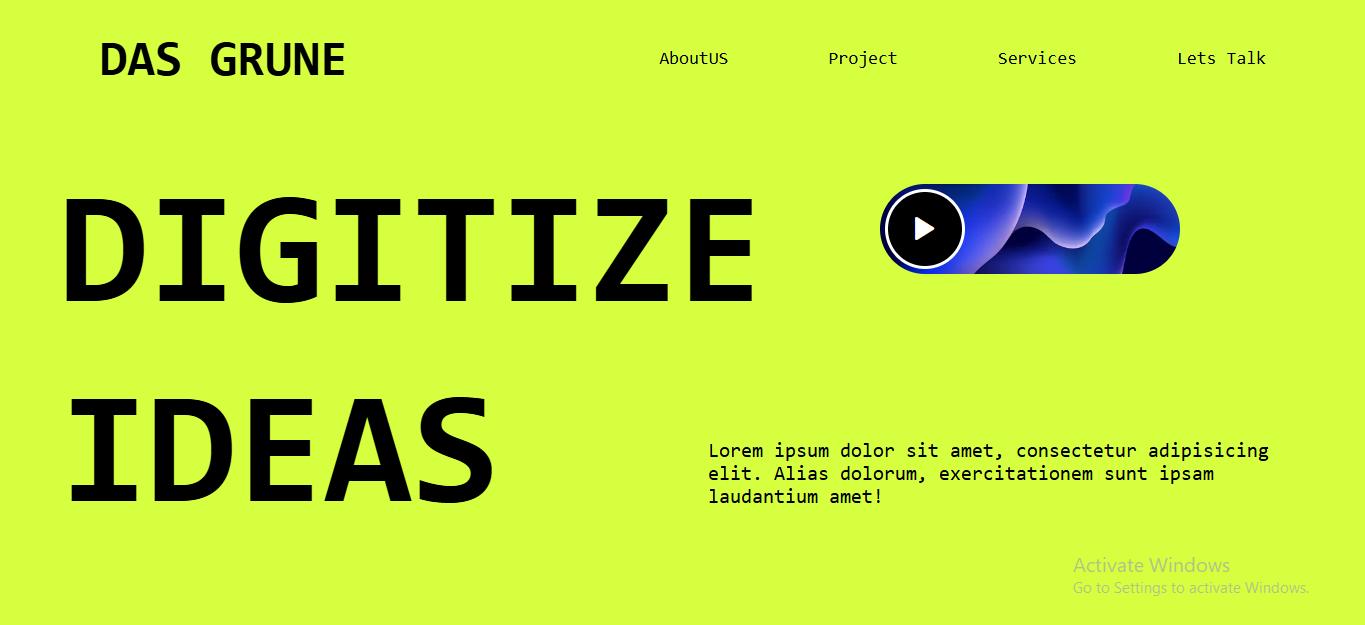 DAS GRUNE
AboutUS
Project
Services
Lets Talk
DIGITIZE
IDEAS
Lorem ipsum dolor sit amet, consectetur adipisicing
elit. Alias dolorum, exercitationem sunt ipsam
laudantium amet!
Activate Windows
Go to Settings to activate Windows.